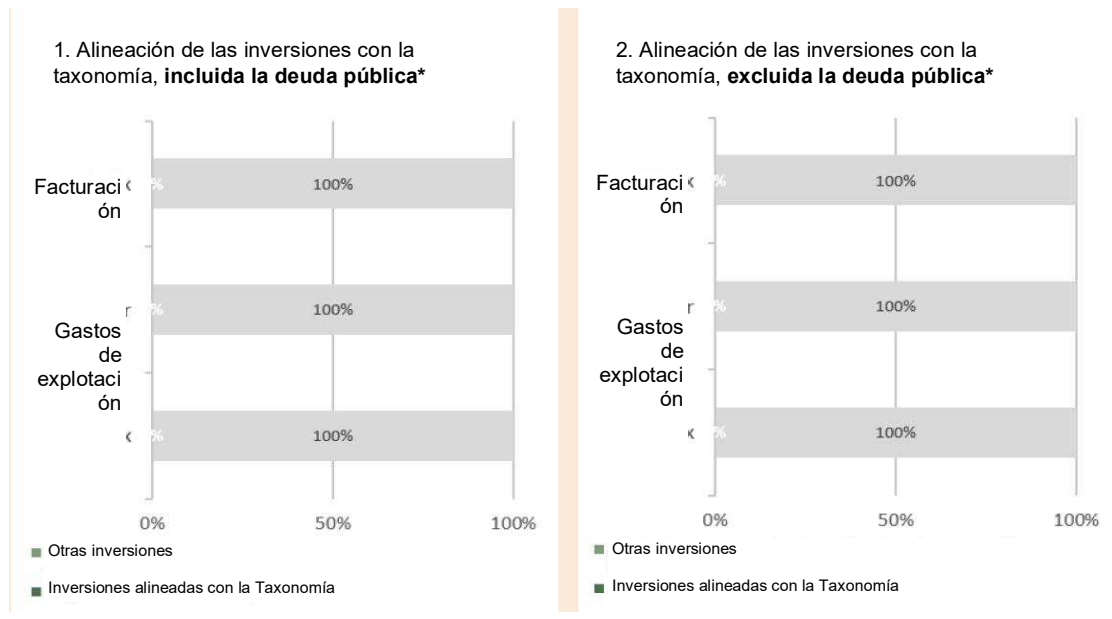 1. Alineación de las inversiones con la
taxonomía, incluida la deuda pública*
Facturaci
ón
x
%
100%
r
%
100%
Gastos
de
explotaci
ón
x
%
100%
0%
50%
100%
Otras inversiones
Inversiones alineadas con la Taxonomía
2. Alineación de las inversiones con la
taxonomía, excluida la deuda pública*
Facturaci
ón
x
%
100%
r
%
100%
Gastos
de
explotaci
ón
x
%
100%
0%
50%
100%
Otras inversiones
Inversiones alineadas con la Taxonomía